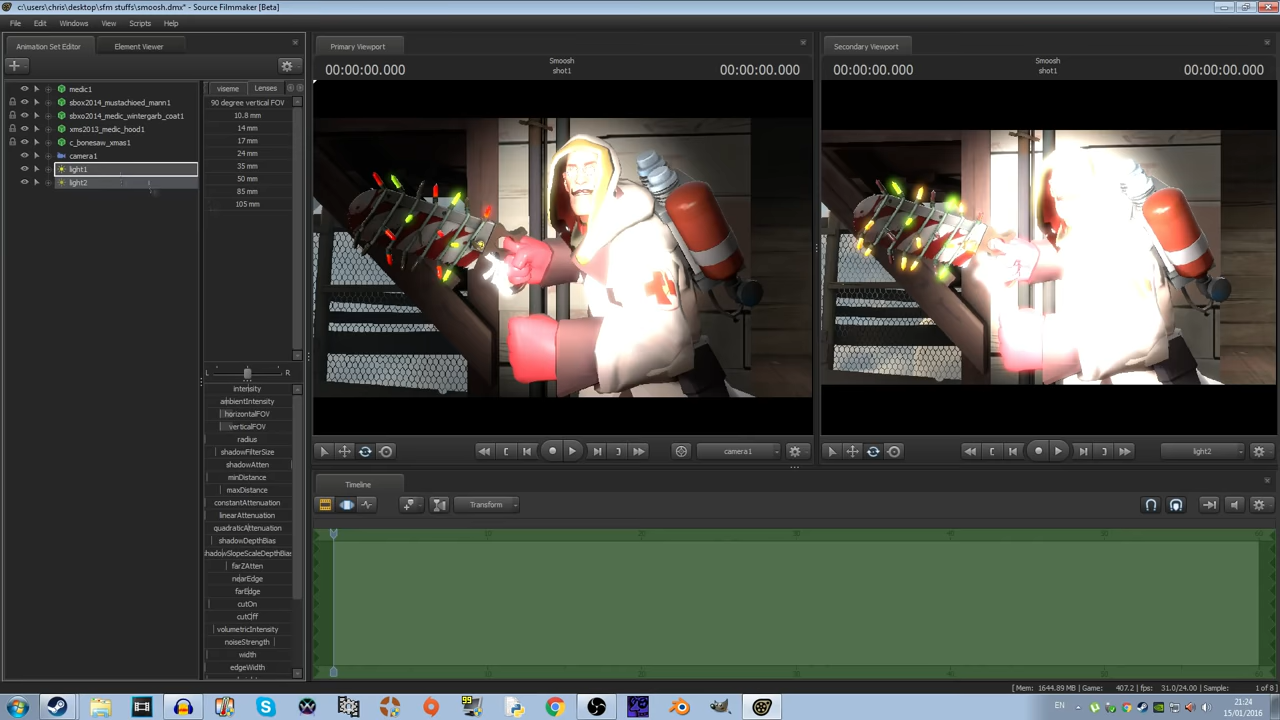 c:\users\chris\desktop\sfm stuffs\smoosh.dmx* - Source Filmmaker [Beta]
File Edit Windows View Scripts Help
Animation Set Editor Element Viewer
Primary Viewport
Secondary Viewport
00:00:00.000 Smoosh 00:00:00.000
shot1
00:00:00.000 Smoosh 00:00:00.000
shot1
medic1
sbox2014_mustachioed_mann1
sbxo2014_medic_wintergarb_coat1
xms2013_medic_hood1
c_bonesaw_xmas1
camera1
light1
light2
viseme Lenses
90 degree vertical FOV
10.8 mm
14 mm
17 mm
24 mm
35 mm
50 mm
85 mm
105 mm
L R
intensity
ambientIntensity
horizontalFOV
verticalFOV
radius
shadowFilterSize
shadowAtten
minDistance
maxDistance
constantAttenuation
linearAttenuation
quadraticAttenuation
shadowDepthBias
shadowSlopeScaleDepthBias
farZAtten
nearEdge
farEdge
cutOn
cutOff
volumetricIntensity
noiseStrength
width
edgeWidth
camera1
light2
Timeline
Transform
[Mem: 1644.89 MB] Game: 407.2 fps: 31.0/24.00 Sample: 1 of 8
EN
21:24
15/01/2016